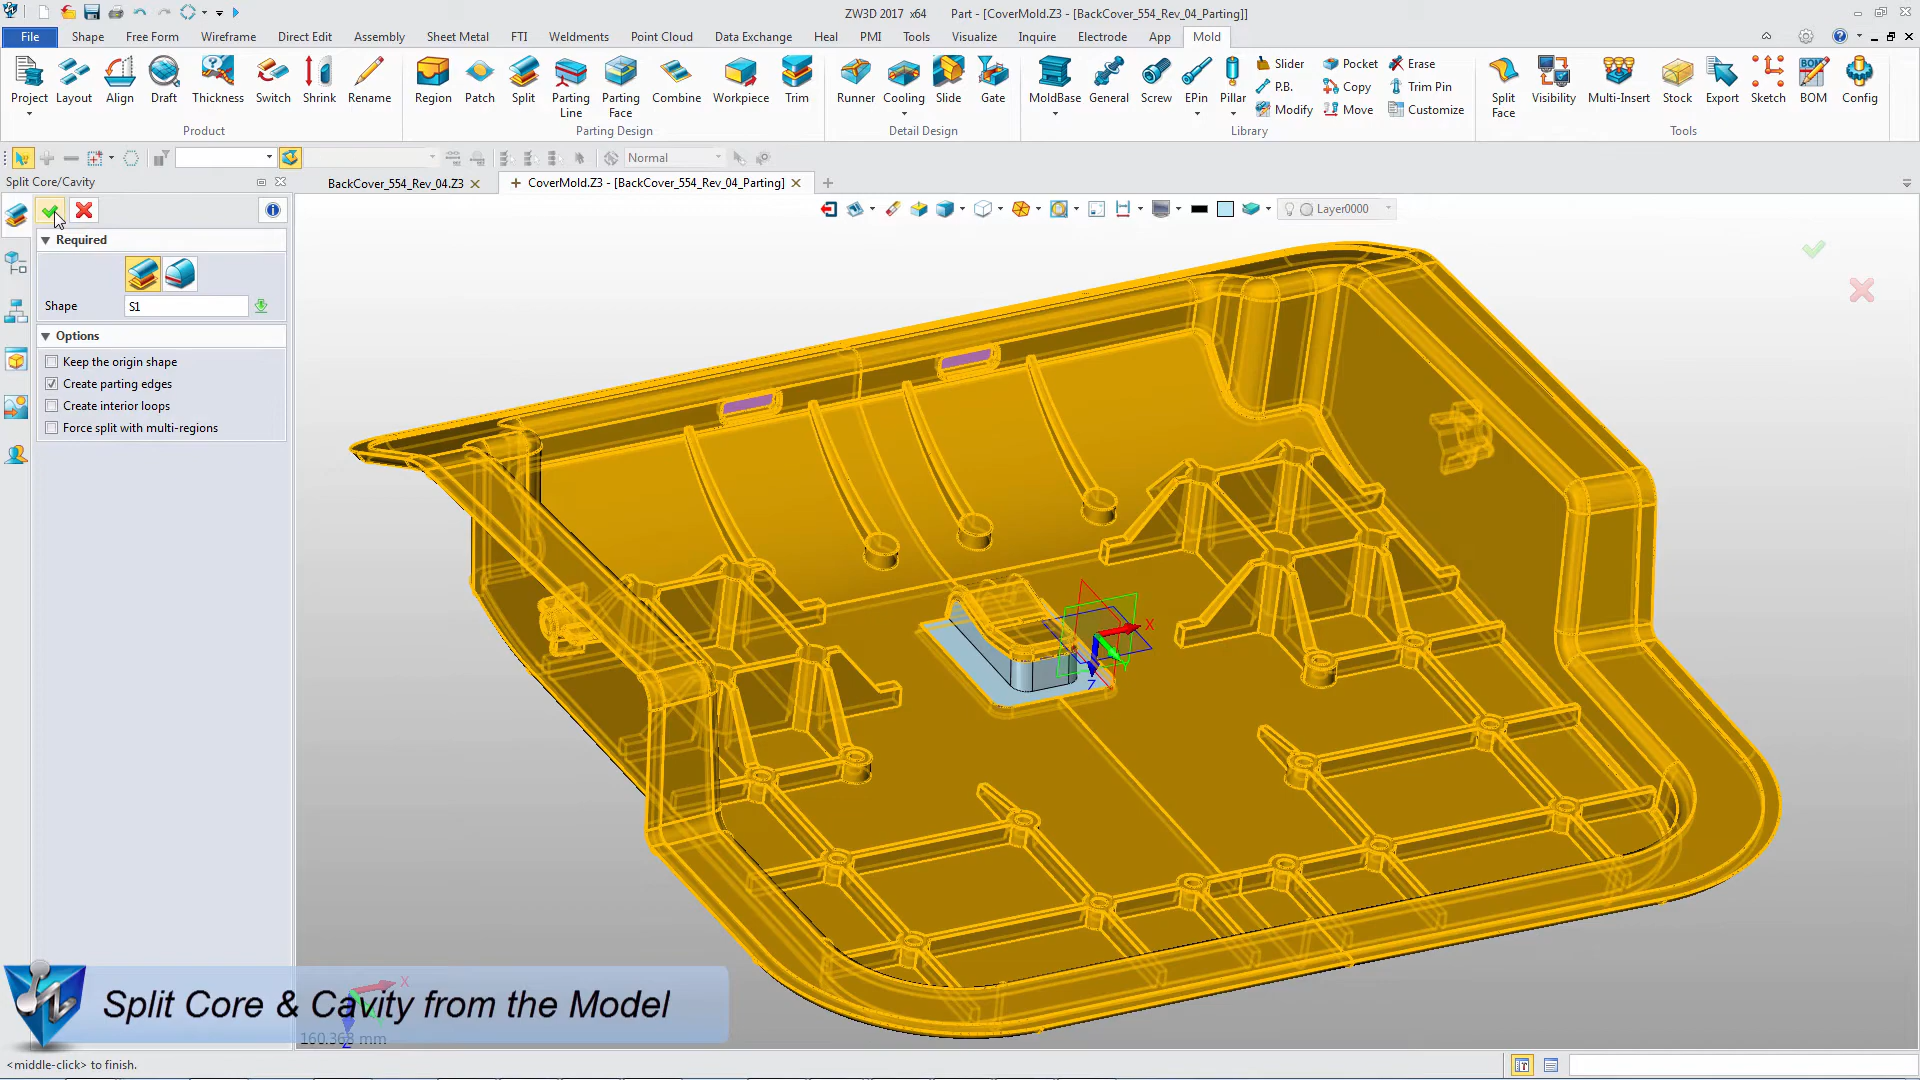 ZW3D 2017 x64 Part - [CoverMold.Z3 - [BackCover_554_Rev_04_Parting]]
File Shape Free Form Wireframe Direct Edit Assembly Sheet Metal FTI Weldments Point Cloud Data Exchange Heal PMI Tools Visualize Inquire Electrode App Mold
Project Layout Align Draft Thickness Switch Shrink Rename Region Patch Split Parting Line Parting Face Combine Workpiece Trim Runner Cooling Slide Gate MoldBase General Screw EPin Pillar Slider Pocket Erase Split Face Visibility Multi-Insert Stock Export Sketch BOM Config
P.B. Copy Trim Pin
Modify Move Customize
Product Parting Design Detail Design Library Tools
Normal
Split Core/Cavity
BackCover_554_Rev_04.Z3 CoverMold.Z3 - [BackCover_554_Rev_04_Parting]
Layer0000
Required
Shape S1
Options
Keep the origin shape
Create parting edges
Create interior loops
Force split with multi-regions
X
Z
X
Split Core & Cavity from the Model
160.363 mm
Z
<middle-click> to finish.